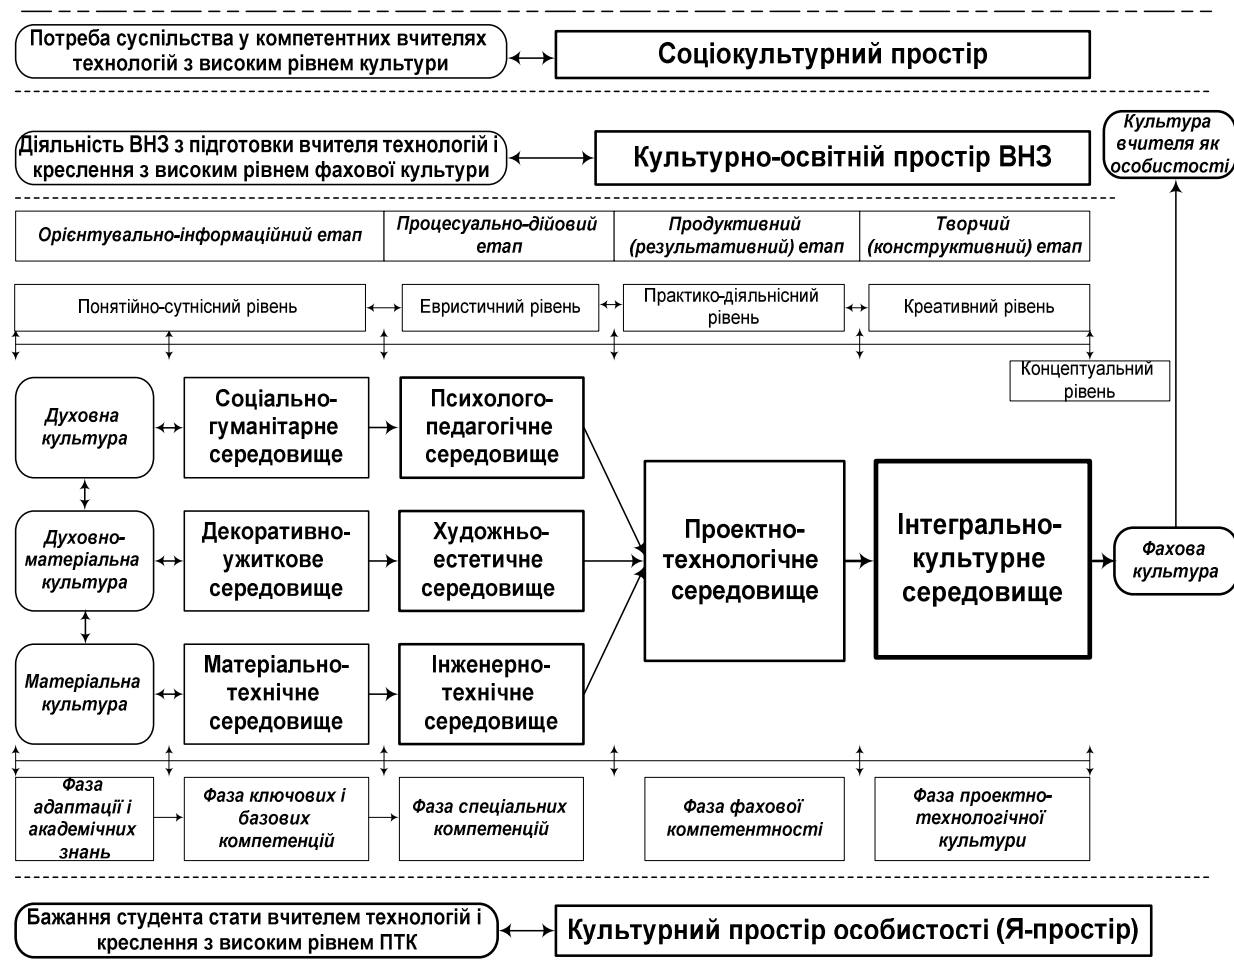 Потреба суспільства у компетентних вчителях
технологій з високим рівнем культури
Соціокультурний простір
Діяльність ВНЗ з підготовки вчителя технологій і
креслення з високим рівнем фахової культури
Культурно-освітній простір ВНЗ
Культура
вчителя як
особистості
Орієнтувально-інформаційний етап
Процесуально-дійовий
етап
Продуктивний
(результативний) етап
Творчий
(конструктивний) етап
Понятійно-сутнісний рівень
Евристичний рівень
Практико-діяльнісний
рівень
Креативний рівень
Концептуальний
рівень
Духовна
культура
Соціально-
гуманітарне
середовище
Психолого-
педагогічне
середовище
Духовно-
матеріальна
культура
Декоративно-
ужиткове
середовище
Художньо-
естетичне
середовище
Проектно-
технологічне
середовище
Інтегрально-
культурне
середовище
Фахова
культура
Матеріальна
культура
Матеріально-
технічне
середовище
Інженерно-
технічне
середовище
Фаза
адаптації і
академічних
знань
Фаза ключових і
базових
компетенцій
Фаза спеціальних
компетенцій
Фаза фахової
компетентності
Фаза проектно-
технологічної
культури
Бажання студента стати вчителем технологій і
креслення з високим рівнем ПТК
Культурний простір особистості (Я-простір)